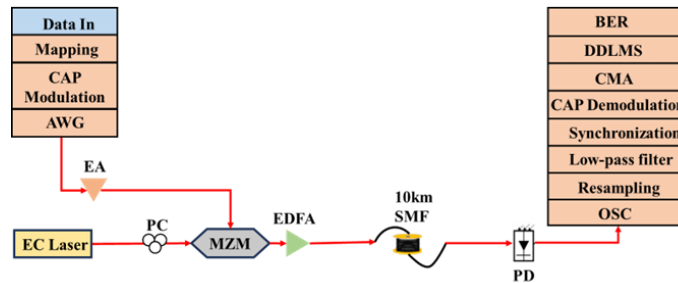 Data In
Mapping
CAP
Modulation
AWG
EA
EC Laser
PC
MZM
EDFA
10km
SMF
PD
BER
DDLMS
CMA
CAP Demodulation
Synchronization
Low-pass filter
Resampling
OSC